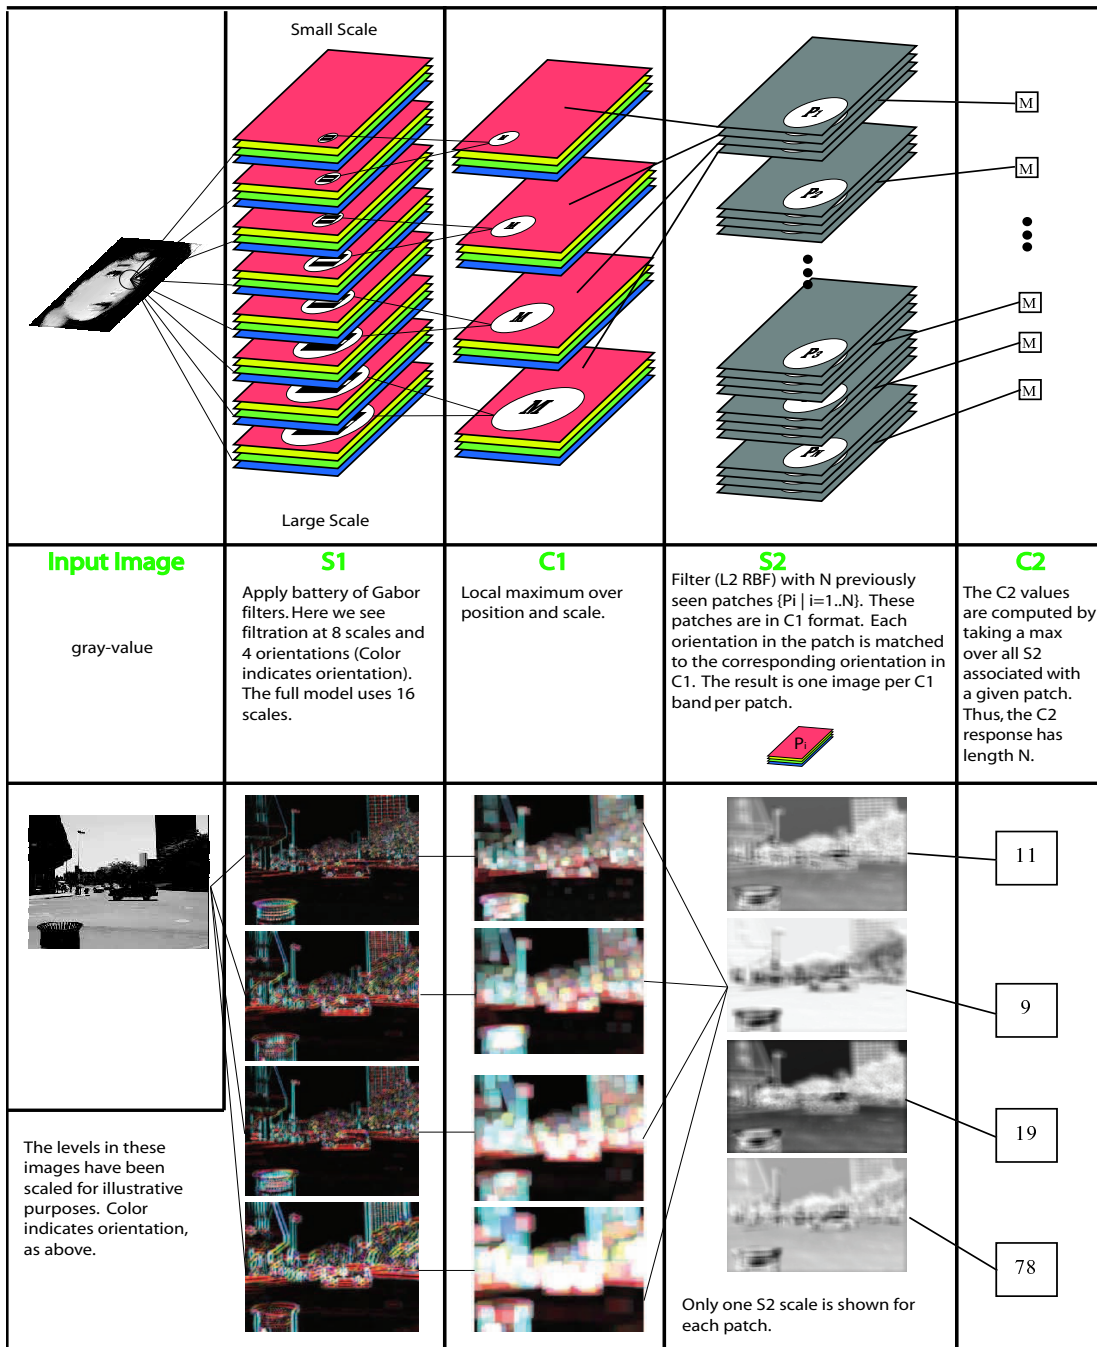 Small Scale
M
M
M
M
P1
P2
P3
PN
M
M
M
M
M
Large Scale
Input Image
gray-value
S1
Apply battery of Gabor
filters. Here we see
filtration at 8 scales and
4 orientations (Color
indicates orientation).
The full model uses 16
scales.
C1
Local maximum over
position and scale.
S2
Filter (L2 RBF) with N previously
seen patches {Pi | i=1..N}. These
patches are in C1 format. Each
orientation in the patch is matched
to the corresponding orientation in
C1. The result is one image per C1
band per patch.
Pi
C2
The C2 values
are computed by
taking a max
over all S2
associated with
a given patch.
Thus, the C2
response has
length N.
11
9
19
78
The levels in these
images have been
scaled for illustrative
purposes. Color
indicates orientation,
as above.
Only one S2 scale is shown for
each patch.